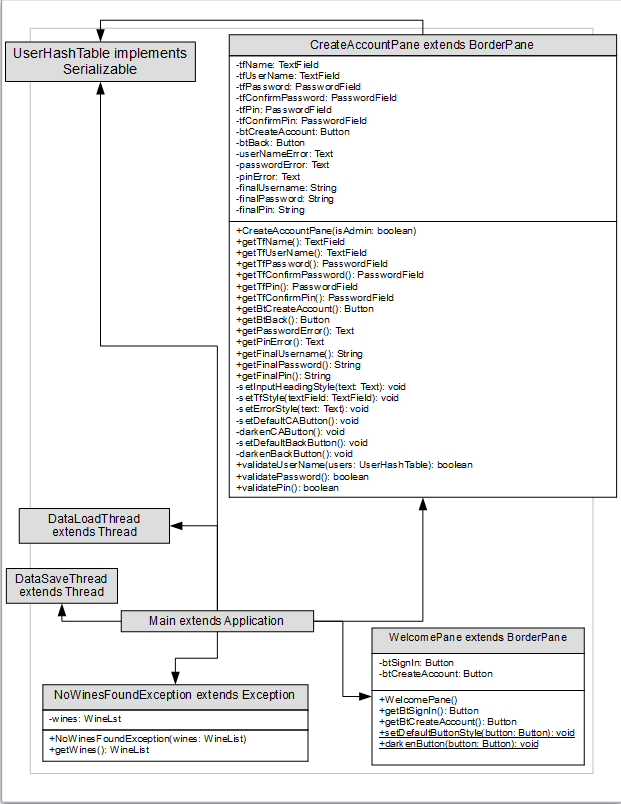 UserHashTable implements
Serializable
CreateAccountPane extends BorderPane
-tfName: TextField
-tfUserName: TextField
-tfPassword: PasswordField
-tfConfirmPassword: PasswordField
-tfPin: PasswordField
-tfConfirmPin: PasswordField
-btCreateAccount: Button
-btBack: Button
-userNameError: Text
-passwordError: Text
-pinError: Text
-finalUsername: String
-finalPassword: String
-finalPin: String
+CreateAccountPane(isAdmin: boolean)
+getTfName(): TextField
+getTfUserName(): TextField
+getTfPassword(): PasswordField
+getTfConfirmPassword(): PasswordField
+getTfPin(): PasswordField
+getTfConfirmPin(): PasswordField
+getBtCreateAccount(): Button
+getBtBack(): Button
+getPasswordError(): Text
+getPinError(): Text
+getFinalUsername(): String
+getFinalPassword(): String
+getFinalPin(): String
-setInputHeadingStyle(text: Text): void
-setTfStyle(textField: TextField): void
-setErrorStyle(text: Text): void
-setDefaultCAButton(): void
-darkenCAButton(): void
-setDefaultBackButton(): void
-darkenBackButton(): void
+validateUserName(users: UserHashTable): boolean
+validatePassword(): boolean
+validatePin(): boolean
DataLoadThread
extends Thread
DataSaveThread
extends Thread
Main extends Application
WelcomePane extends BorderPane
-btSignIn: Button
-btCreateAccount: Button
+WelcomePane()
+getBtSignIn(): Button
+getBtCreateAccount(): Button
+setDefaultButtonStyle(button: Button): void
+darkenButton(button: Button): void
NoWinesFoundException extends Exception
-wines: WineLst
+NoWinesFoundException(wines: WineList)
+getWines(): WineList